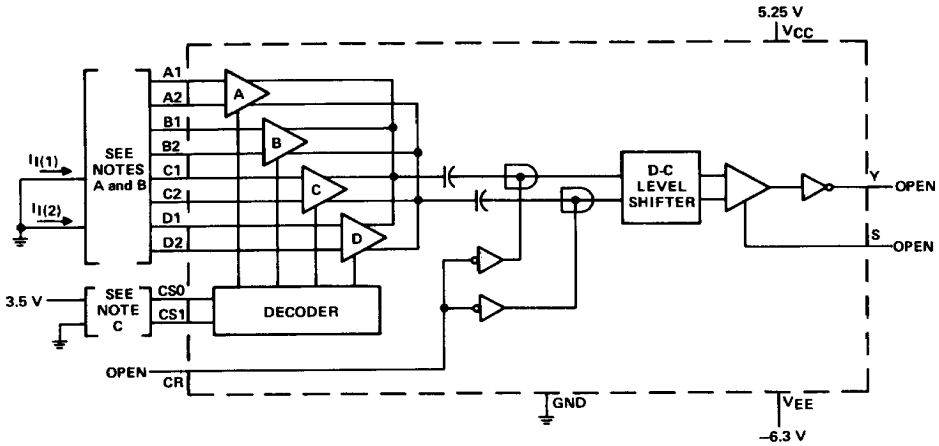 5.25 V
VCC
A1
A2
B1
B2
C1
C2
D1
D2
SEE
NOTES
A and B
II(1)
II(2)
A
B
C
D
D-C
LEVEL
SHIFTER
Y
OPEN
S
OPEN
3.5 V
SEE
NOTE
C
CS0
CS1
DECODER
OPEN
CR
GND
VEE
−6.3 V